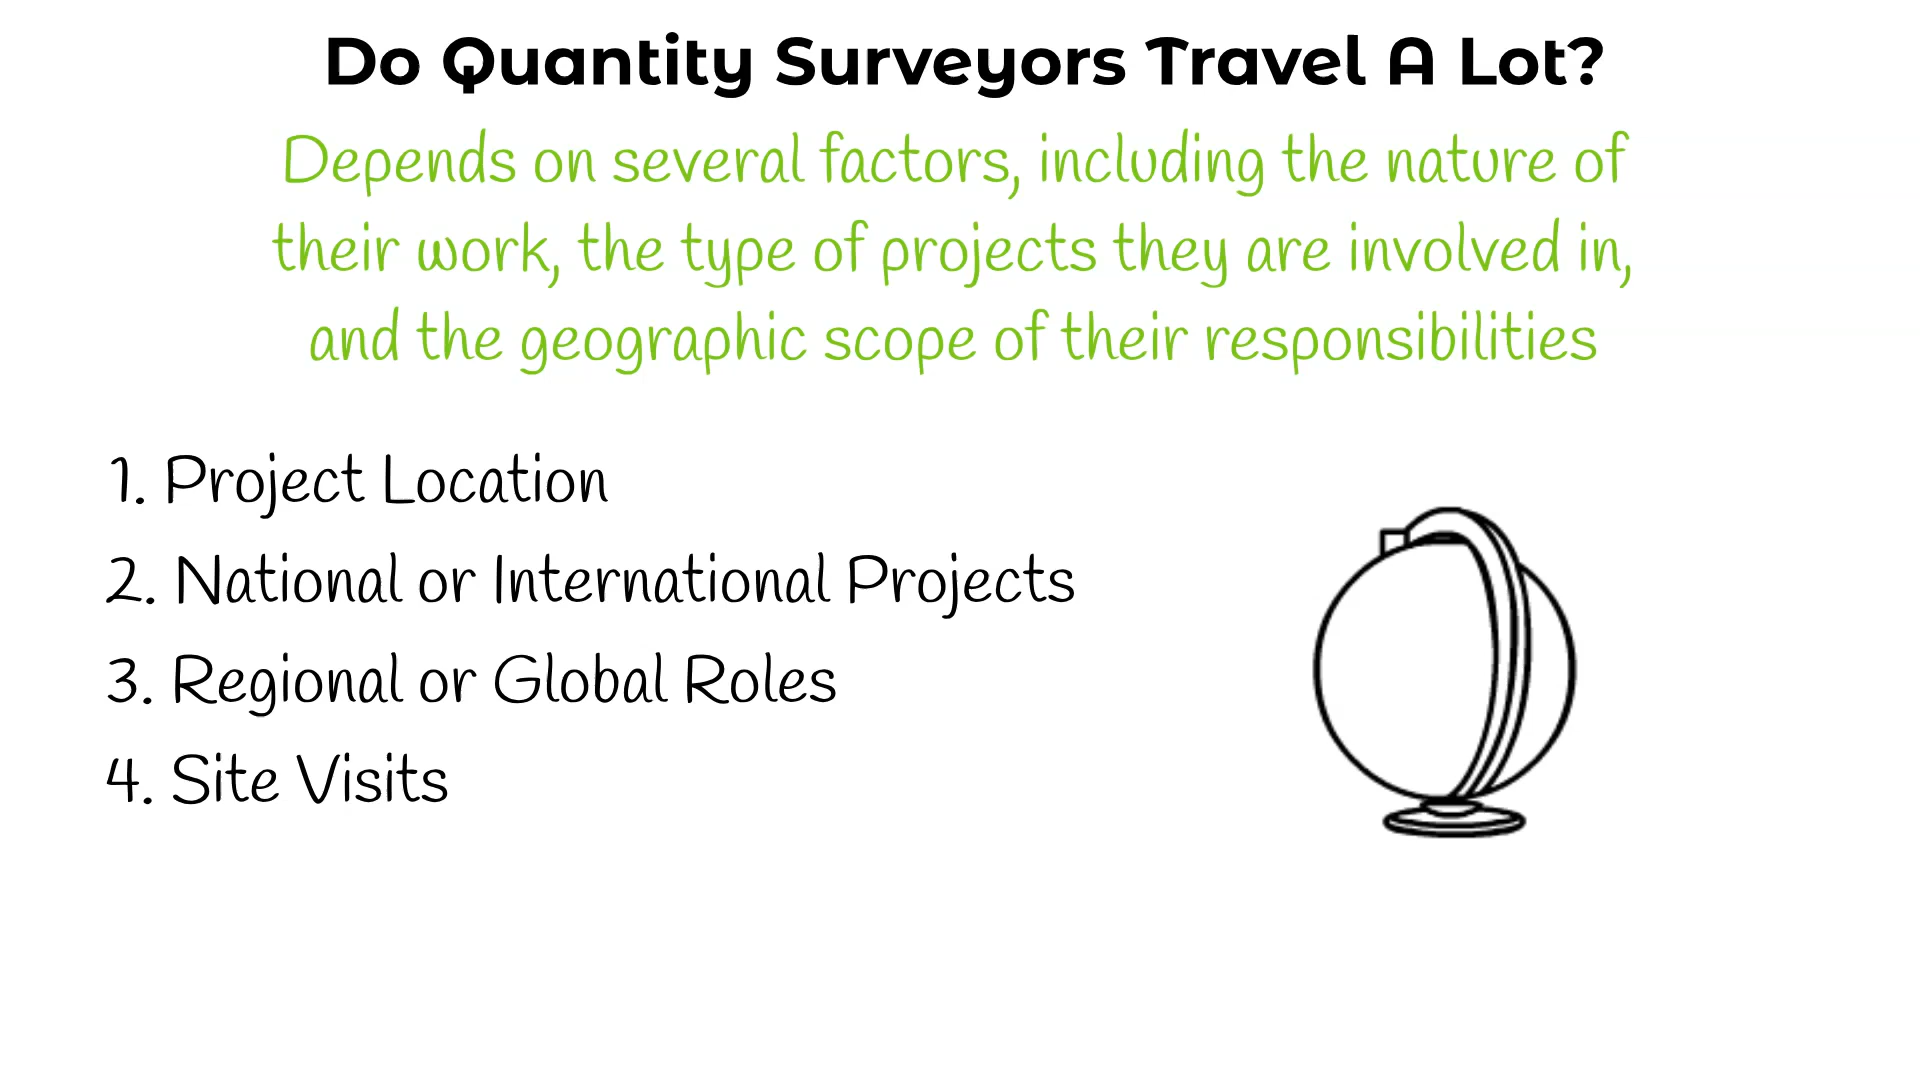 Do Quantity Surveyors Travel A Lot?
Depends on several factors, including the nature of
their work, the type of projects they are involved in,
and the geographic scope of their responsibilities
1. Project Location
2. National or International Projects
3. Regional or Global Roles
4. Site Visits